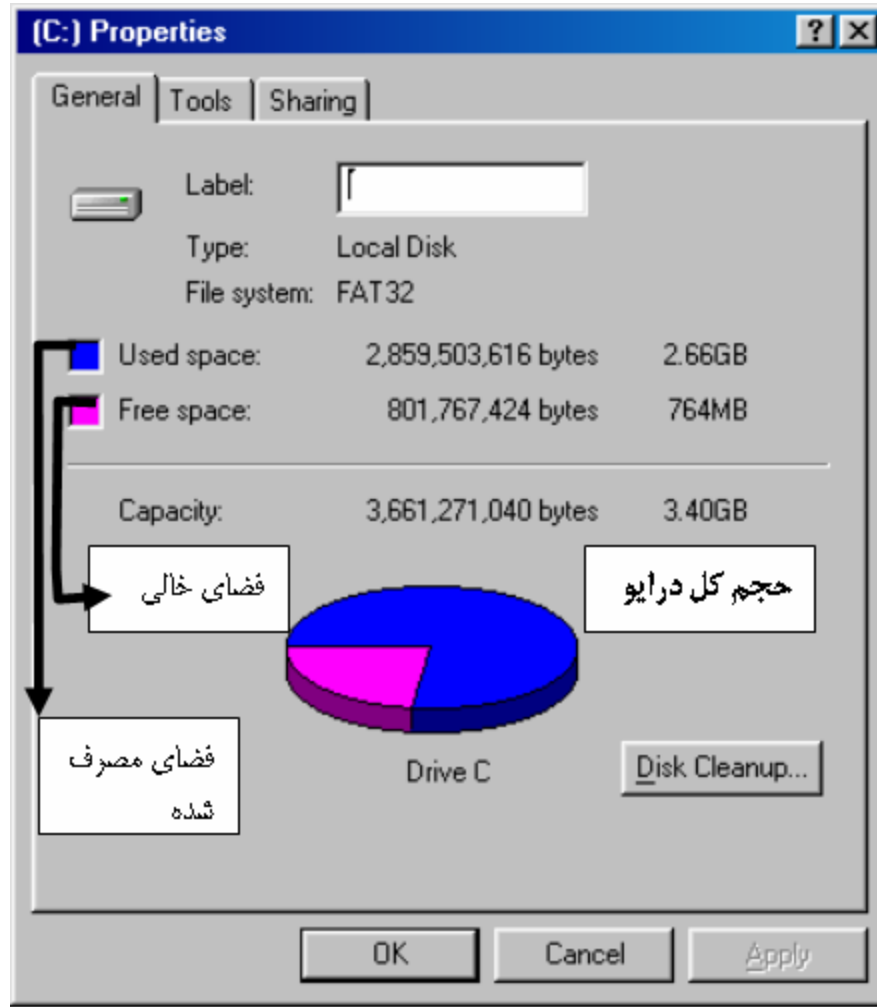 (C:) Properties
General Tools Sharing
Label:
Type: Local Disk
File system: FAT32
Used space: 2,859,503,616 bytes 2.66GB
Free space: 801,767,424 bytes 764MB
Capacity: 3,661,271,040 bytes 3.40GB
فضای خالی
حجم کل درایو
فضای مصرف
شده
Drive C
Disk Cleanup...
OK Cancel Apply